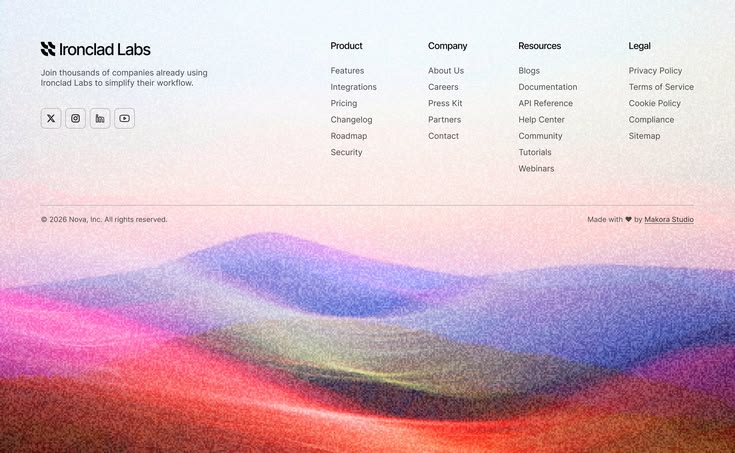 Ironclad Labs
Join thousands of companies already using
Ironclad Labs to simplify their workflow.
Product
Features
Integrations
Pricing
Changelog
Roadmap
Security
Company
About Us
Careers
Press Kit
Partners
Contact
Resources
Blogs
Documentation
API Reference
Help Center
Community
Tutorials
Webinars
Legal
Privacy Policy
Terms of Service
Cookie Policy
Compliance
Sitemap
© 2026 Nova, Inc. All rights reserved.
Made with ♥ by Makora Studio